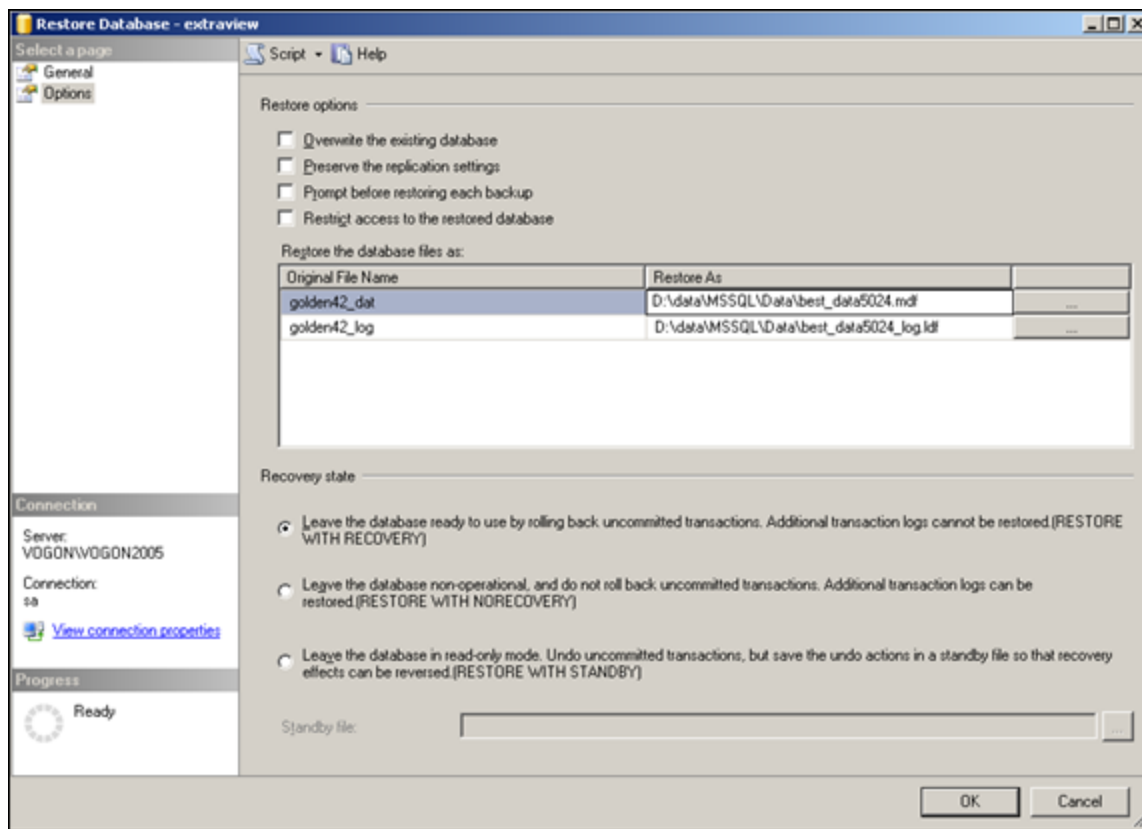 Restore Database - extraview
Select a page
General
Options
Script
Help
Restore options
Overwrite the existing database
Preserve the replication settings
Prompt before restoring each backup
Restrict access to the restored database
Restore the database files as:
Original File Name
Restore As
golden42_dat
D:\data\MSSQL\Data\best_data5024.mdf
...
golden42_log
D:\data\MSSQL\Data\best_data5024_log.ldf
...
Recovery state
Leave the database ready to use by rolling back uncommitted transactions. Additional transaction logs cannot be restored.(RESTORE
WITH RECOVERY)
Leave the database non-operational, and do not roll back uncommitted transactions. Additional transaction logs can be
restored.(RESTORE WITH NORECOVERY)
Leave the database in read-only mode. Undo uncommitted transactions, but save the undo actions in a standby file so that recovery
effects can be reversed.(RESTORE WITH STANDBY)
Standby file:
...
Connection
Server:
VOGON\VOGON2005
Connection:
sa
View connection properties
Progress
Ready
OK
Cancel